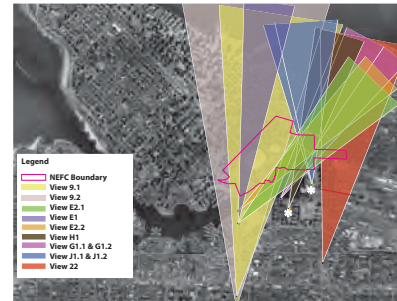 Legend
NEFC Boundary
View 9.1
View 9.2
View E2.1
View E1
View E2.2
View H1
View G1.1 & G1.2
View J1.1 & J1.2
View 22